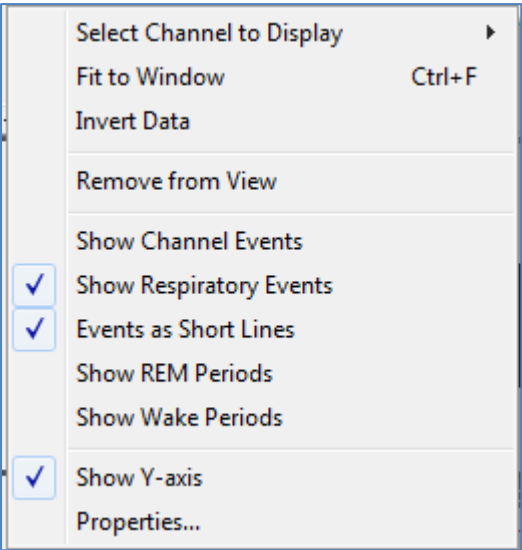 Select Channel to Display
Fit to Window Ctrl+F
Invert Data
Remove from View
Show Channel Events
Show Respiratory Events
Events as Short Lines
Show REM Periods
Show Wake Periods
Show Y-axis
Properties...